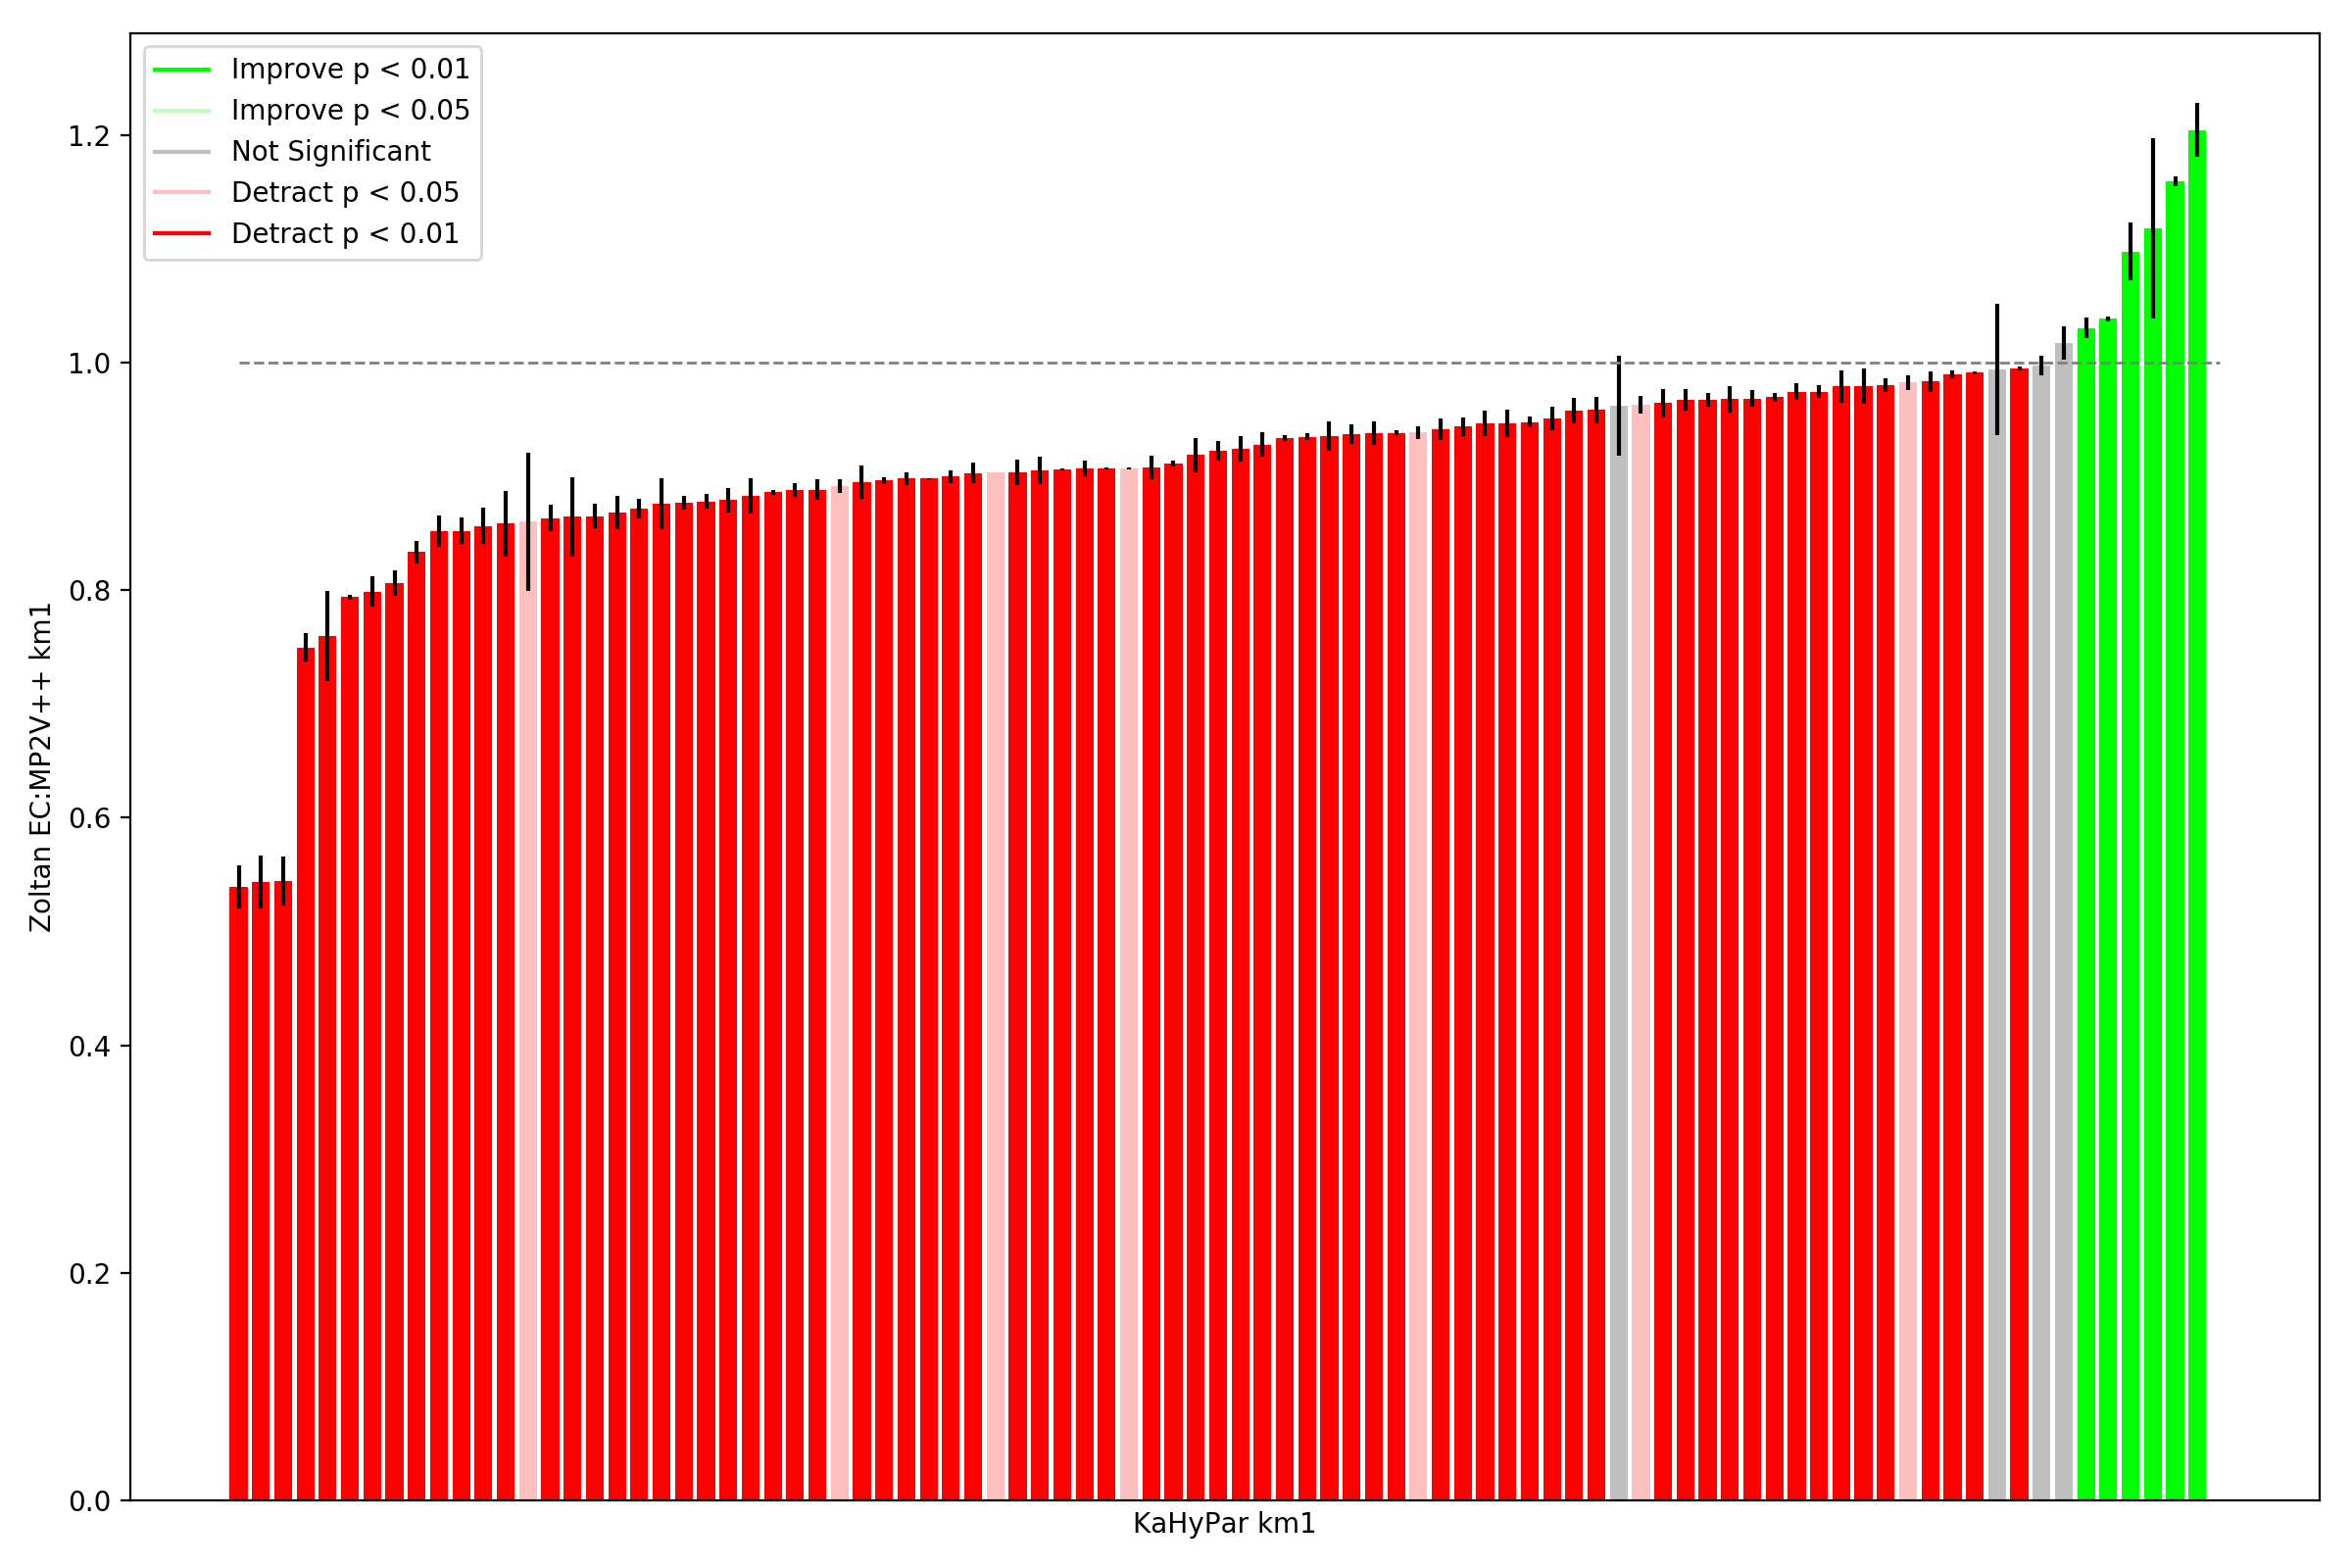 Improve p < 0.01
Improve p < 0.05
Not Significant
Detract p < 0.05
Detract p < 0.01
1.2
1.0
0.8
0.6
0.4
0.2
0.0
Zoltan EC:MP2V++ km1
KaHyPar km1